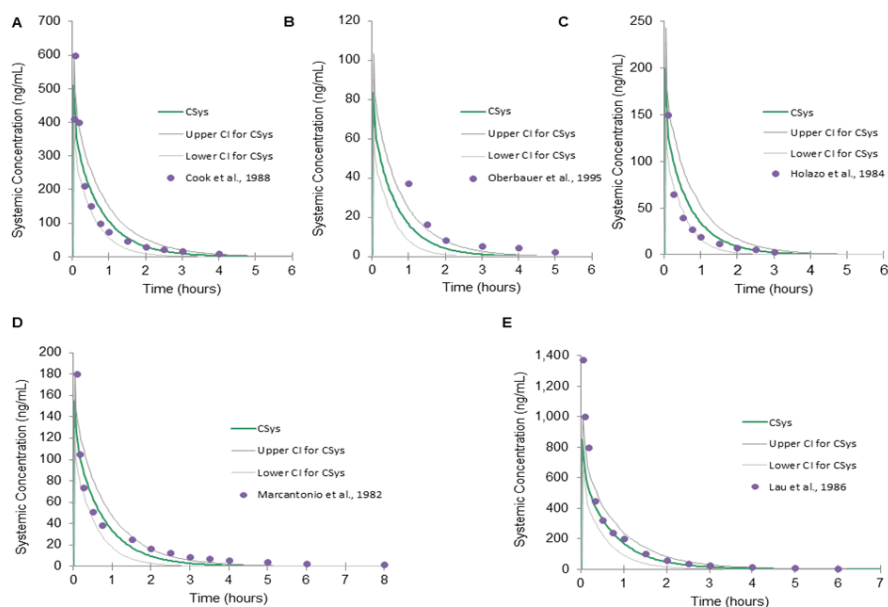 A
Systemic Concentration (ng/mL)
700
600
500
400
300
200
100
0
0 1 2 3 4 5 6
Time (hours)
CSys
Upper CI for CSys
Lower CI for CSys
Cook et al., 1988
B
Systemic Concentration (ng/mL)
120
100
80
60
40
20
0
0 1 2 3 4 5 6
Time (hours)
CSys
Upper CI for CSys
Lower CI for CSys
Oberbauer et al., 1995
C
Systemic Concentration (ng/mL)
250
200
150
100
50
0
0 1 2 3 4 5 6
Time (hours)
CSys
Upper CI for CSys
Lower CI for CSys
Holazo et al., 1984
D
Systemic Concentration (ng/mL)
200
180
160
140
120
100
80
60
40
20
0
0 1 2 3 4 5 6 7 8
Time (hours)
CSys
Upper CI for CSys
Lower CI for CSys
Marcantonio et al., 1982
E
Systemic Concentration (ng/mL)
1,400
1,200
1,000
800
600
400
200
0
0 1 2 3 4 5 6 7
Time (hours)
CSys
Upper CI for CSys
Lower CI for CSys
Lau et al., 1986